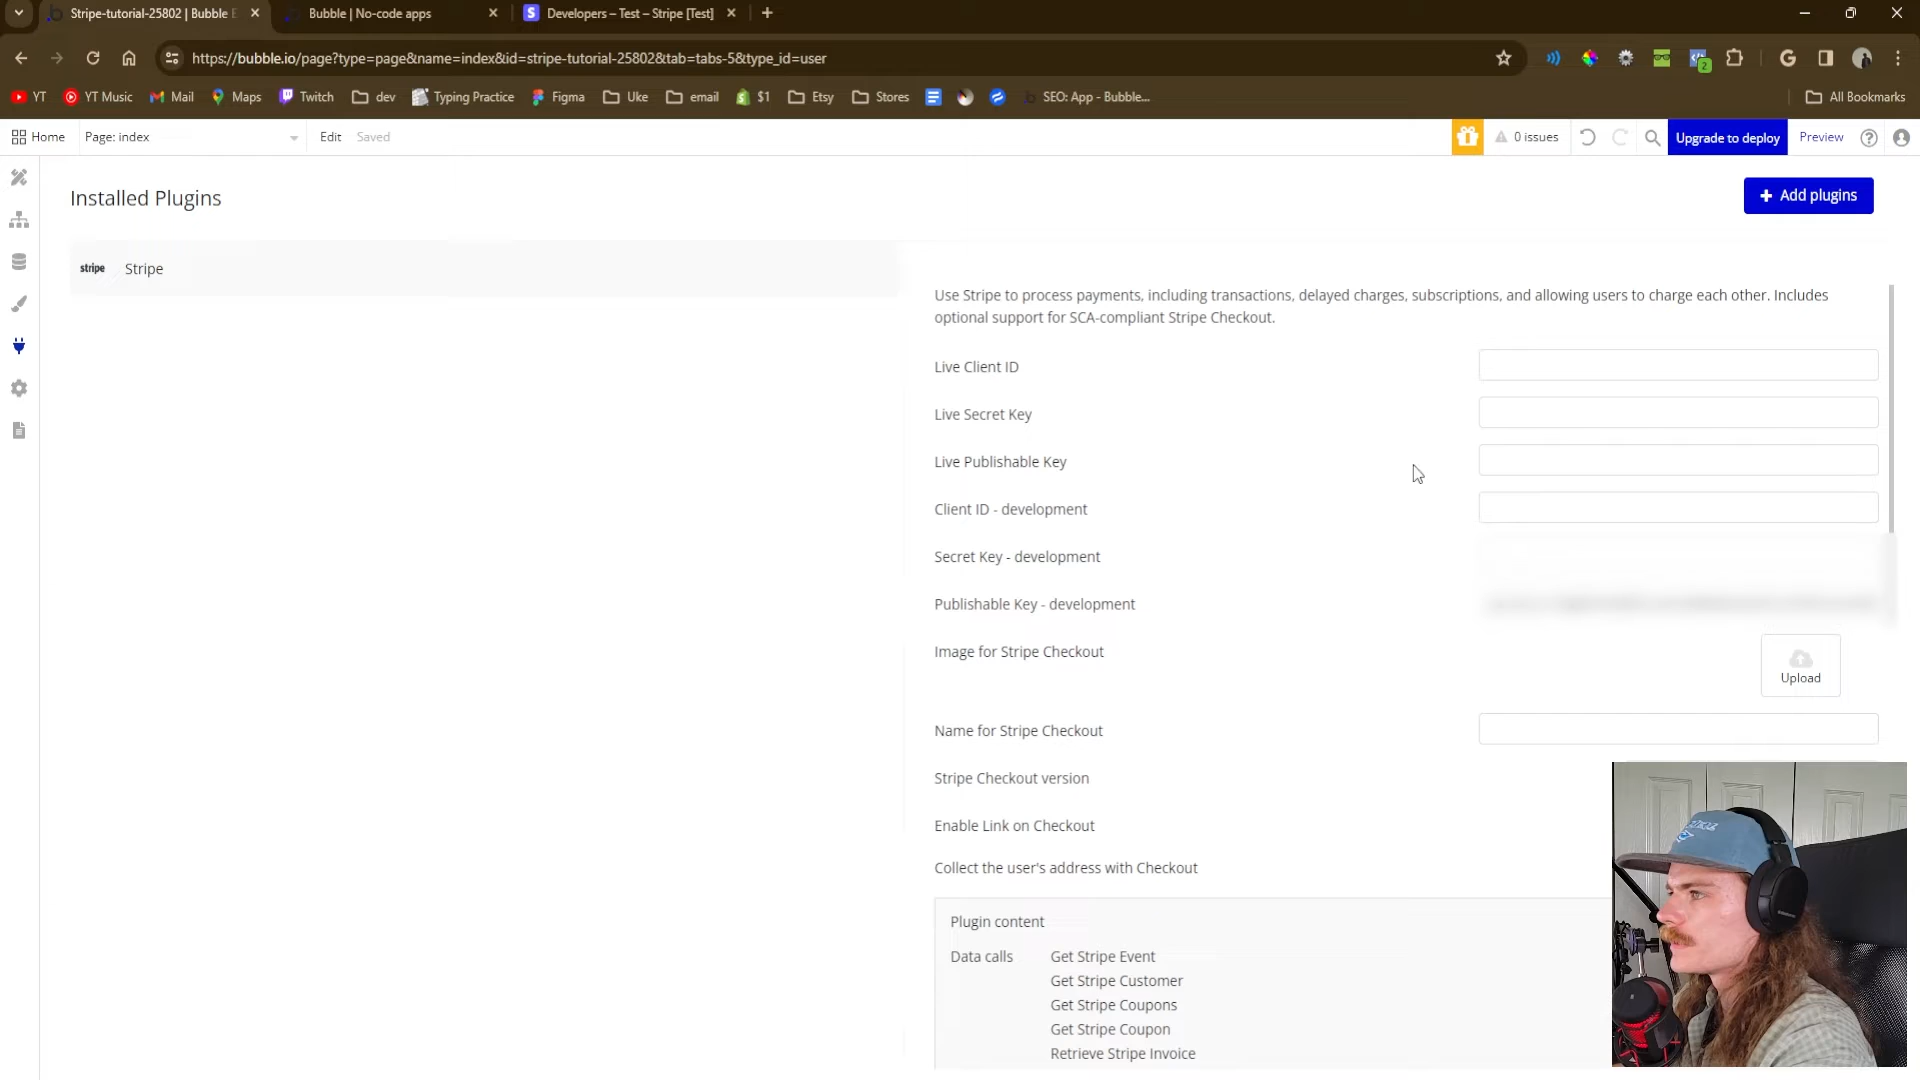 Stripe-tutorial-25802 | Bubble E
Bubble | No-code apps
Developers – Test – Stripe [Test]
https://bubble.io/page?type=page&name=index&id=stripe-tutorial-25802&tab=tabs-5&type_id=user
2
YT
YT Music
Mail
Maps
Twitch
dev
Typing Practice
Figma
Uke
email
$1
Etsy
Stores
SEO: App - Bubble...
All Bookmarks
Home
Page: index
Edit
Saved
0 issues
Upgrade to deploy
Preview
Installed Plugins
+ Add plugins
stripe
Stripe
Use Stripe to process payments, including transactions, delayed charges, subscriptions, and allowing users to charge each other. Includes
optional support for SCA-compliant Stripe Checkout.
Live Client ID
Live Secret Key
Live Publishable Key
Client ID - development
Secret Key - development
Publishable Key - development
Image for Stripe Checkout
Upload
Name for Stripe Checkout
Stripe Checkout version
Enable Link on Checkout
Collect the user's address with Checkout
Plugin content
Data calls
Get Stripe Event
Get Stripe Customer
Get Stripe Coupons
Get Stripe Coupon
Retrieve Stripe Invoice